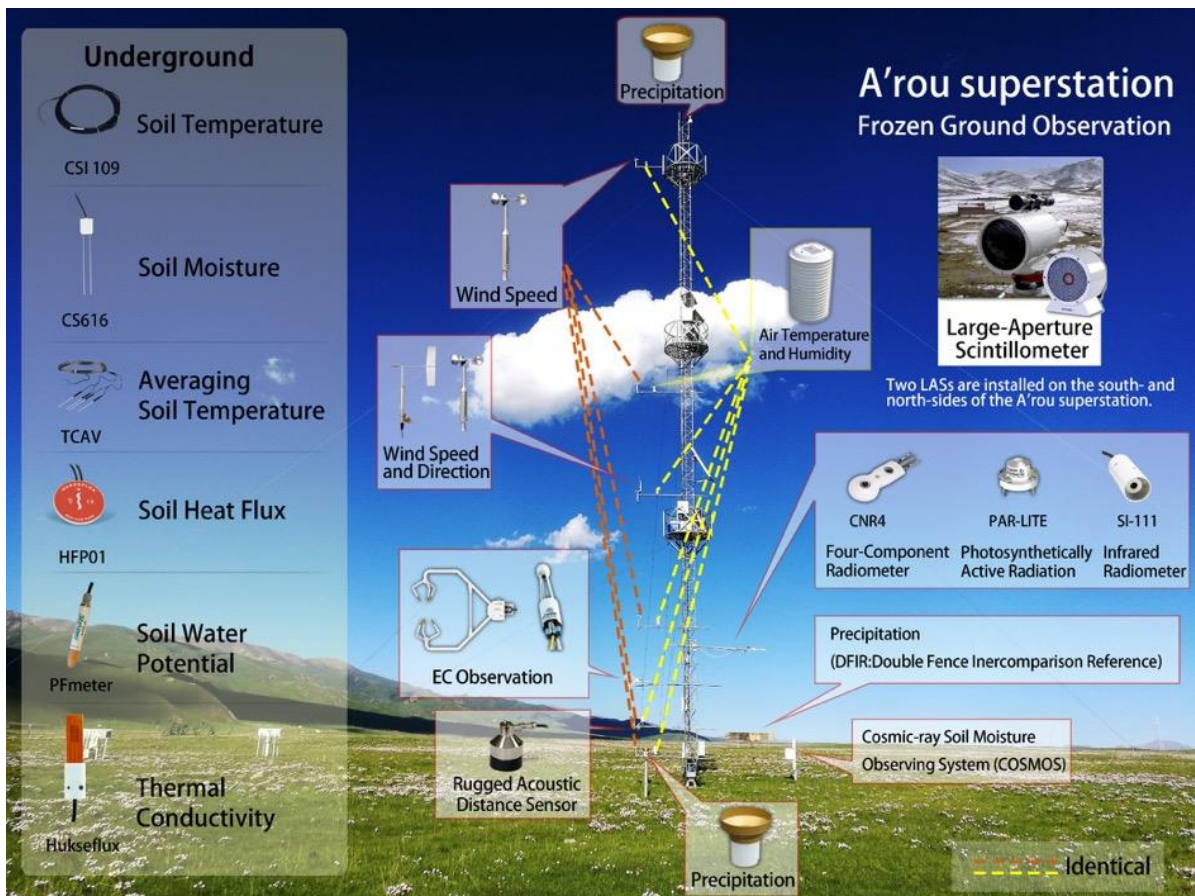 Underground
Soil Temperature
CSI 109
Soil Moisture
CS616
Averaging
Soil Temperature
TCAV
Soil Heat Flux
HFP01
Soil Water
Potential
PFmeter
Thermal
Conductivity
Hukseflux
Precipitation
Wind Speed
Air Temperature
and Humidity
Wind Speed
and Direction
EC Observation
Rugged Acoustic
Distance Sensor
Precipitation
A'rou superstation
Frozen Ground Observation
Large-Aperture
Scintillometer
Two LASs are installed on the south- and
north-sides of the A'rou superstation.
CNR4
Four-Component
Radiometer
PAR-LITE
Photosynthetically
Active Radiation
SI-111
Infrared
Radiometer
Precipitation
(DFIR:Double Fence Inercomparison Reference)
Cosmic-ray Soil Moisture
Observing System (COSMOS)
Identical